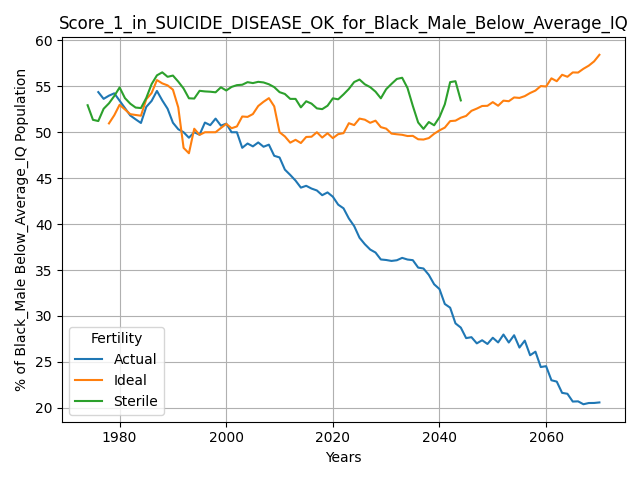 Score_1_in_SUICIDE_DISEASE_OK_for_Black_Male_Below_Average_IQ
% of Black_Male Below_Average_IQ Population
60
55
50
45
40
35
30
25
20
Fertility
Actual
Ideal
Sterile
1980 2000 2020 2040 2060
Years